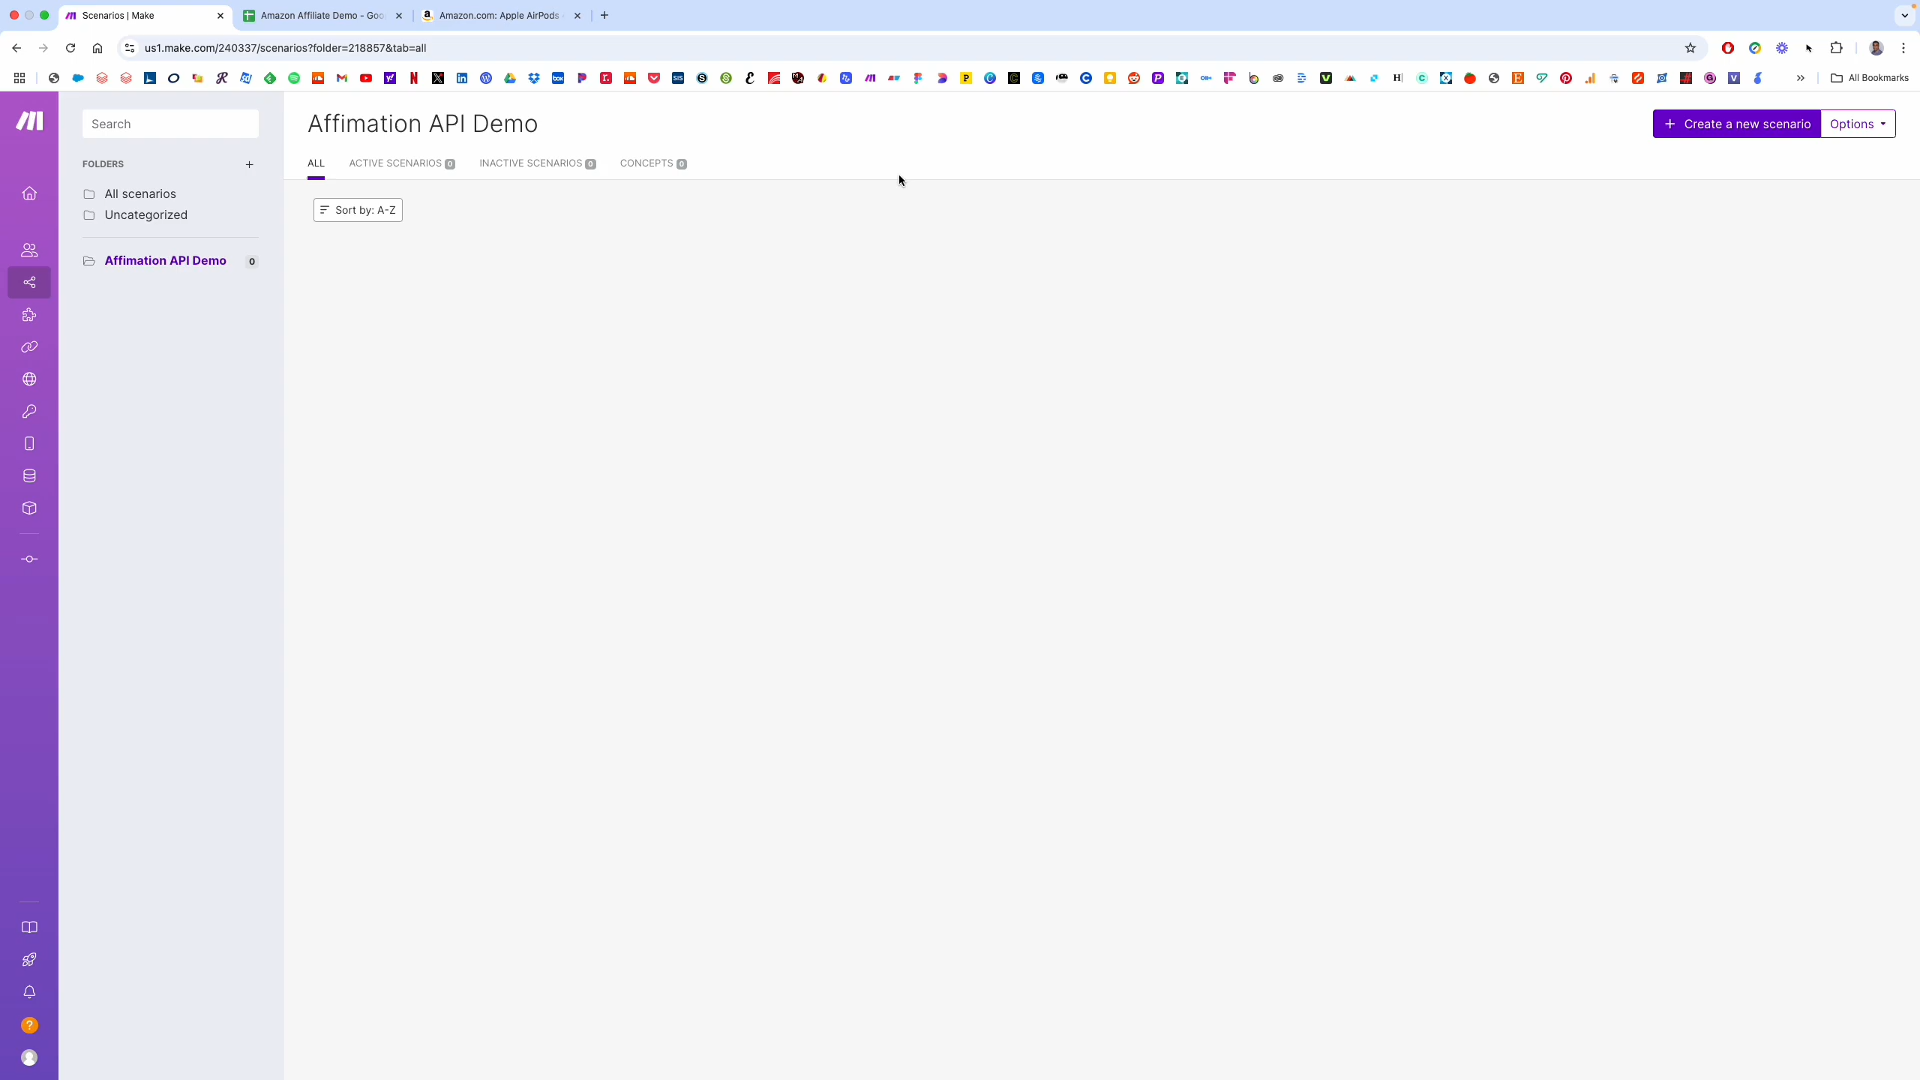 Scenarios | Make
Amazon Affiliate Demo - Goo
Amazon.com: Apple AirPods
us1.make.com/240337/scenarios?folder=218857&tab=all
All Bookmarks
Search
Affimation API Demo
Create a new scenario
Options
FOLDERS
ALL
ACTIVE SCENARIOS 0
INACTIVE SCENARIOS 0
CONCEPTS 0
All scenarios
Uncategorized
Sort by: A-Z
Affimation API Demo 0